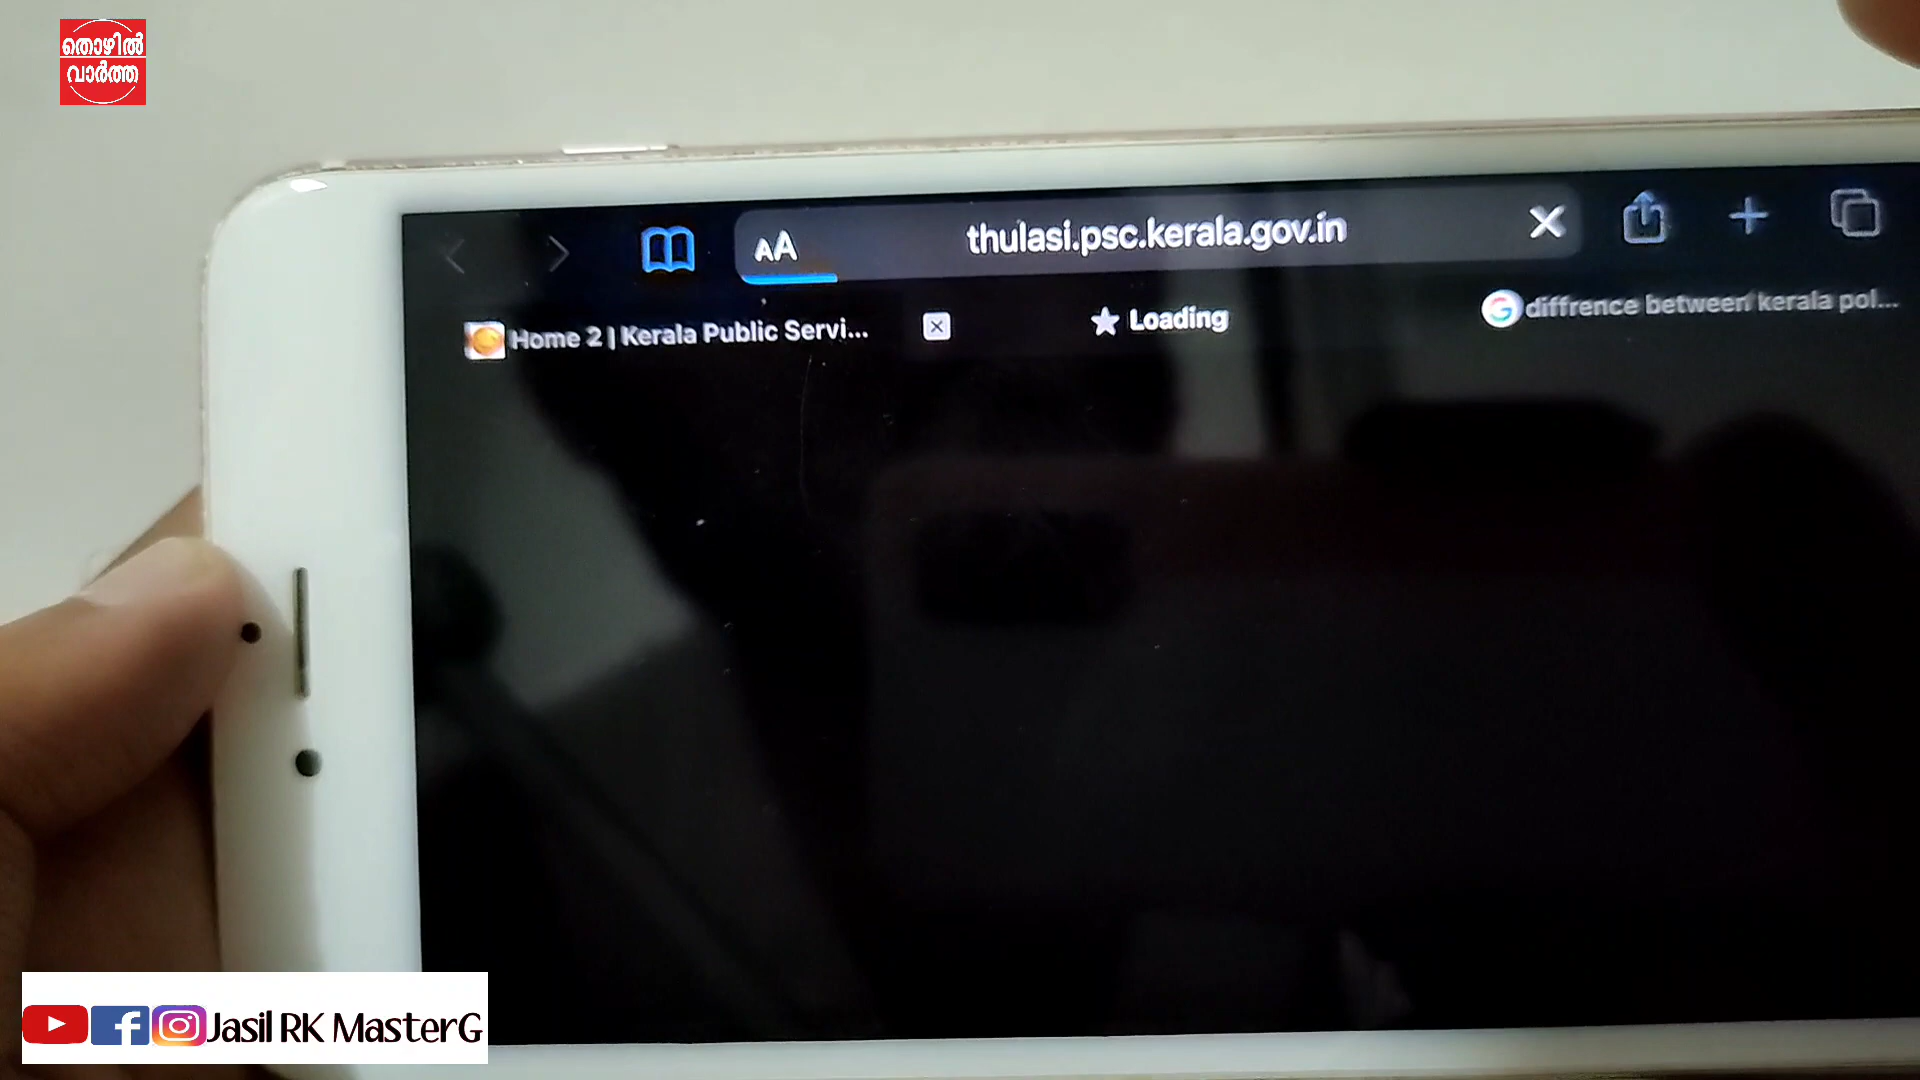 തൊഴിൽ
വാർത്ത
AA
thulasi.psc.kerala.gov.in
Home 2 | Kerala Public Servi...
Loading
diffrence between kerala pol...
Jasil RK MasterG